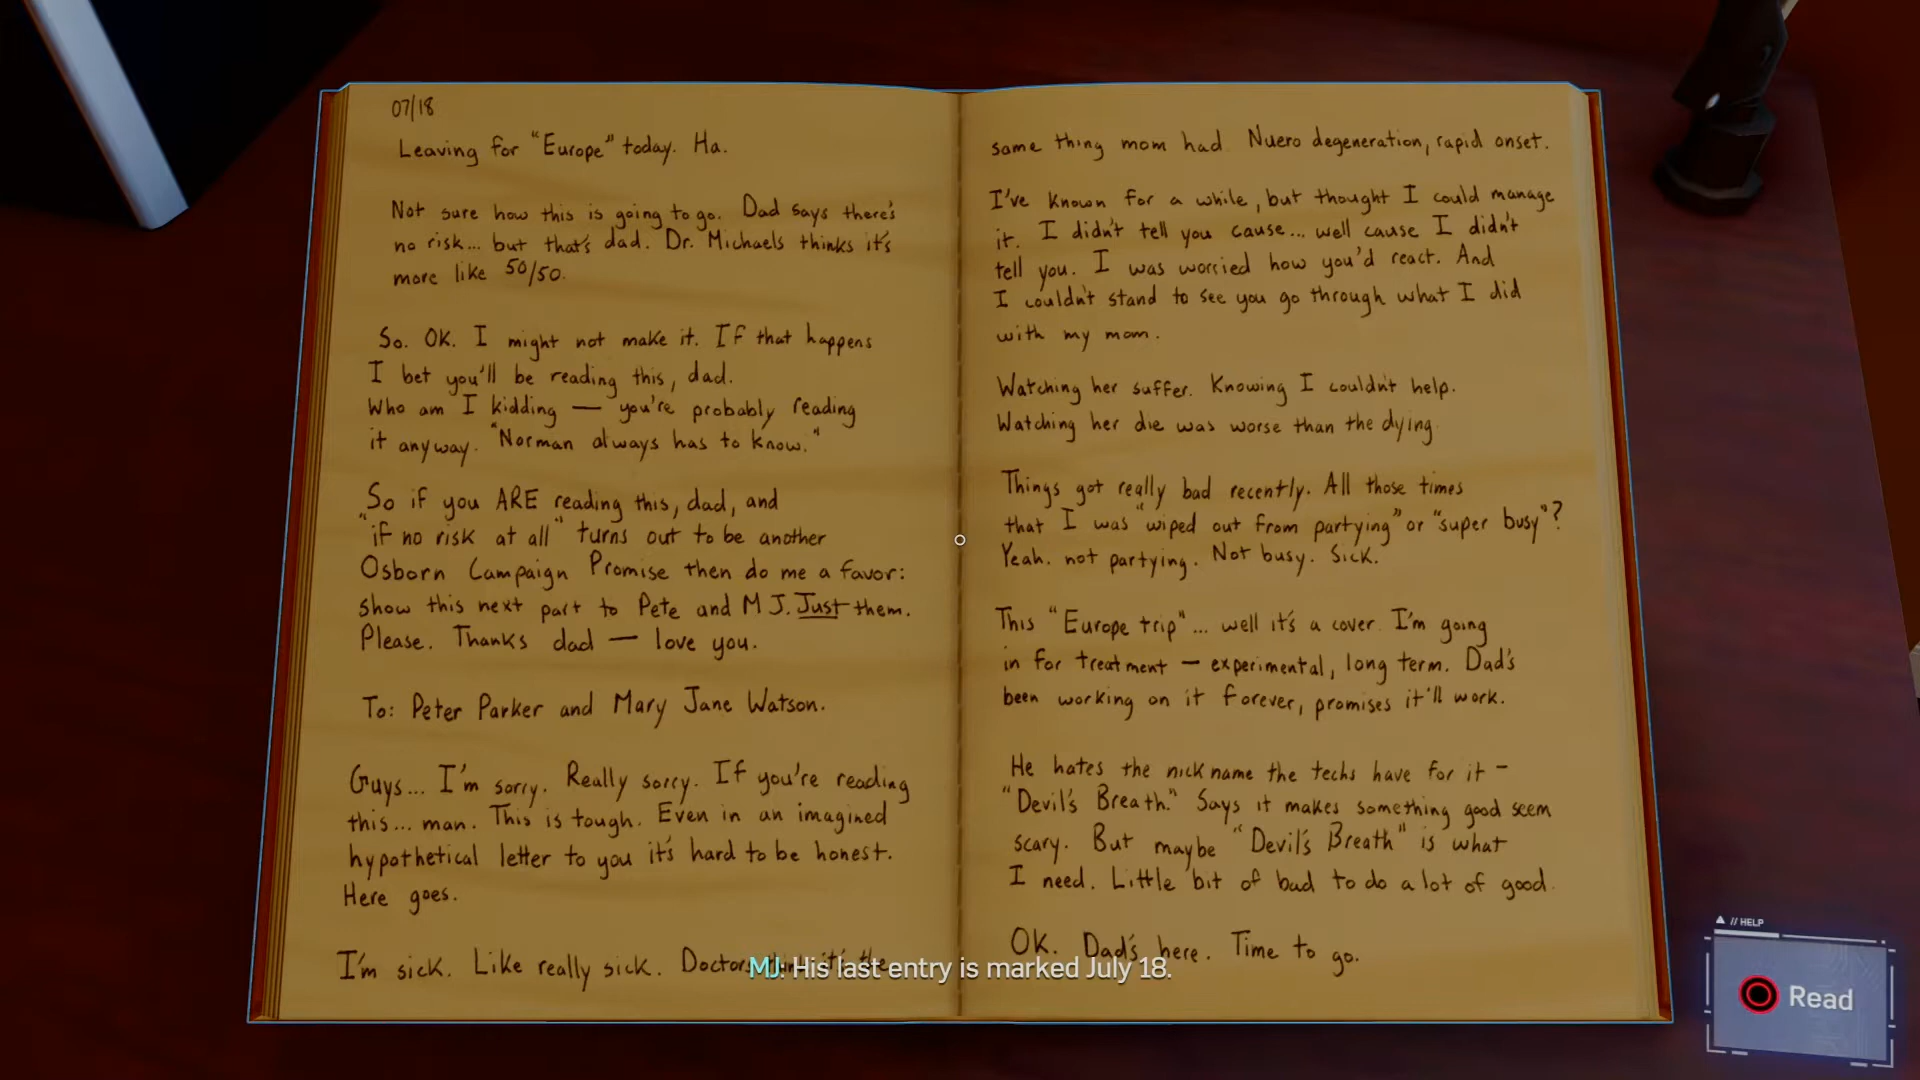 07/18
Leaving for "Europe" today. Ha.
Not sure how this is going to go. Dad says there's
no risk... but that's dad. Dr. Michaels thinks it's
more like 50/50.
So. OK. I might not make it. If that happens
I bet you'll be reading this, dad.
Who am I kidding — you're probably reading
it anyway. "Norman always has to know."
So if you ARE reading this, dad, and
"if no risk at all" turns out to be another
Osborn Campaign Promise then do me a favor:
show this next part to Pete and MJ. Just them.
Please. Thanks dad — love you.
To: Peter Parker and Mary Jane Watson.
Guys... I'm sorry. Really sorry. If you're reading
this... man. This is tough. Even in an imagined
hypothetical letter to you it's hard to be honest.
Here goes.
I'm sick. Like really sick. Doctors it's the
same thing mom had. Nuero degeneration, rapid onset.
I've known for a while, but thought I could manage
it. I didn't tell you cause... well cause I didn't
tell you. I was worried how you'd react. And
I couldn't stand to see you go through what I did
with my mom.
Watching her suffer. Knowing I couldn't help.
Watching her die was worse than the dying.
Things got really bad recently. All those times
that I was "wiped out from partying" or "super busy"?
Yeah. not partying. Not busy. Sick.
This "Europe trip"... well it's a cover. I'm going
in for treatment — experimental, long term. Dad's
been working on it forever, promises it'll work.
He hates the nickname the techs have for it -
"Devil's Breath." Says it makes something good seem
scary. But maybe "Devil's Breath" is what
I need. Little bit of bad to do a lot of good.
OK. Dad's here. Time to go.
MJ: His last entry is marked July 18.
// HELP
Read